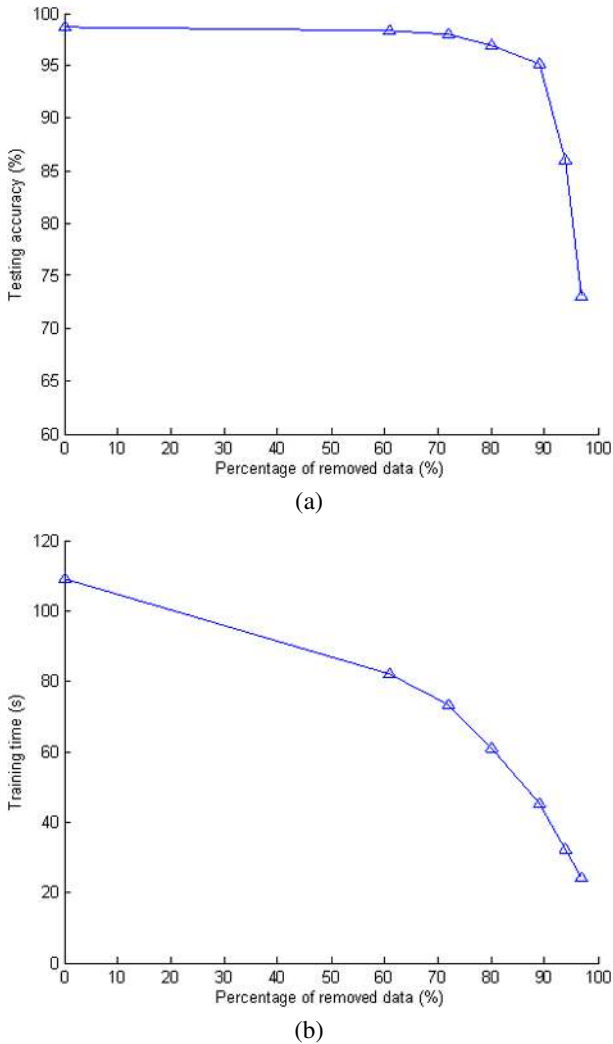 100
95
90
85
80
75
70
65
60
Testing accuracy (%)
0 10 20 30 40 50 60 70 80 90 100
Percentage of removed data (%)
(a)
120
100
80
60
40
20
0
Training time (s)
0 10 20 30 40 50 60 70 80 90 100
Percentage of removed data (%)
(b)